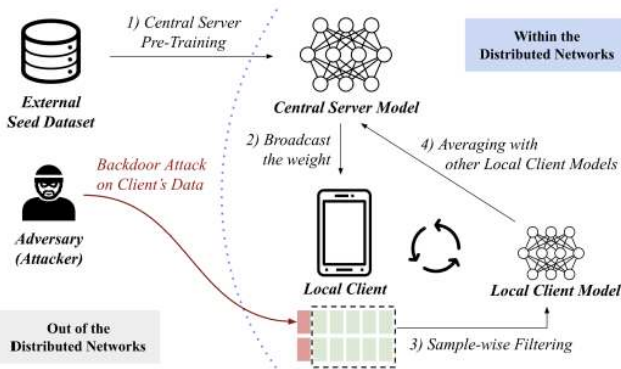 1) Central Server
Pre-Training
Within the
Distributed Networks
External
Seed Dataset
Central Server Model
2) Broadcast
the weight
4) Averaging with
other Local Client Models
Backdoor Attack
on Client's Data
Adversary
(Attacker)
Local Client
Local Client Model
Out of the
Distributed Networks
3) Sample-wise Filtering